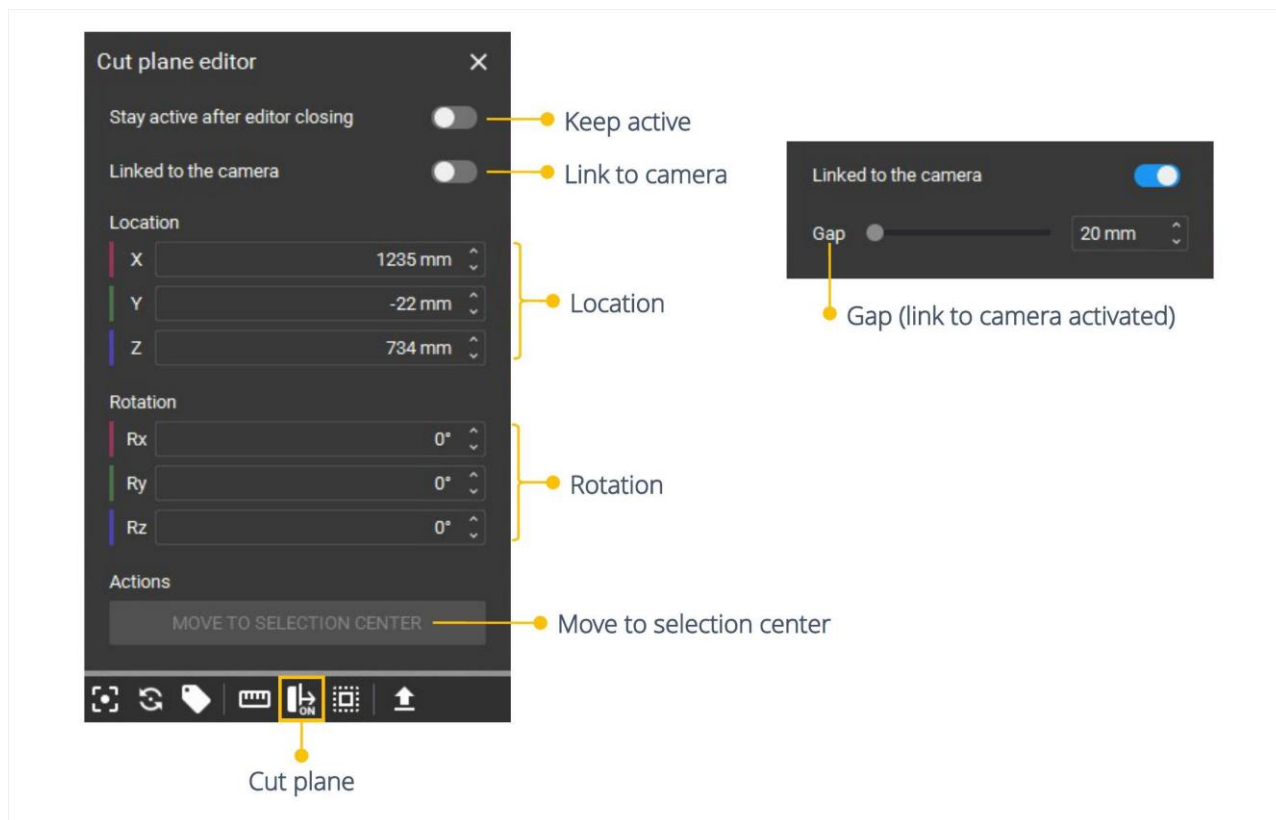 Cut plane editor
Stay active after editor closing
Keep active
Linked to the camera
Link to camera
Location
X 1235 mm
Y -22 mm
Z 734 mm
Location
Rotation
Rx 0°
Ry 0°
Rz 0°
Rotation
Actions
MOVE TO SELECTION CENTER
Move to selection center
ON
Cut plane
Linked to the camera
Gap 20 mm
Gap (link to camera activated)